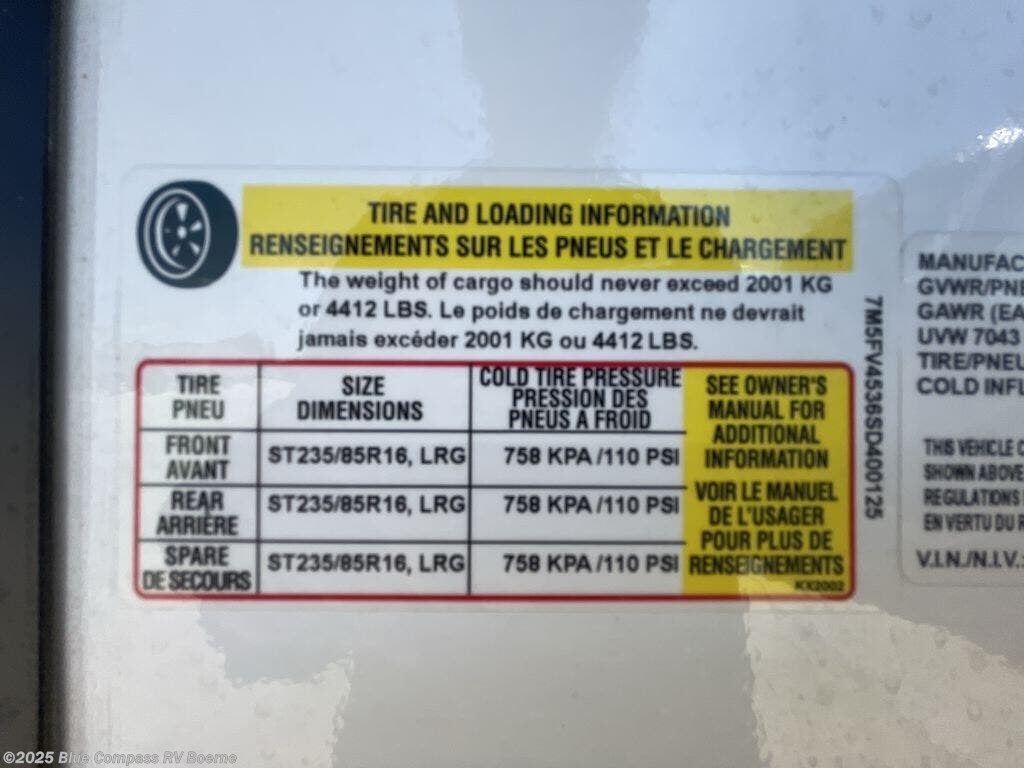 TIRE AND LOADING INFORMATION
RENSEIGNEMENTS SUR LES PNEUS ET LE CHARGEMENT
The weight of cargo should never exceed 2001 KG
or 4412 LBS. Le poids de chargement ne devrait
jamais excéder 2001 KG ou 4412 LBS.
TIRE
PNEU
SIZE
DIMENSIONS
COLD TIRE PRESSURE
PRESSION DES
PNEUS A FROID
FRONT
AVANT
ST235/85R16, LRG
758 KPA /110 PSI
REAR
ARRIÈRE
ST235/85R16, LRG
758 KPA /110 PSI
SPARE
DE SECOURS
ST235/85R16, LRG
758 KPA /110 PSI
SEE OWNER'S
MANUAL FOR
ADDITIONAL
INFORMATION
VOIR LE MANUEL
DE L'USAGER
POUR PLUS DE
RENSEIGNEMENTS
KX2002
7M5FV4536SD400125
MANUFAC
GVWR/PNB
GAWR (EA
UVW 7043
TIRE/PNEU
COLD INFL
THIS VEHICLE C
SHOWN ABOVE
REGULATIONS
EN VERTU DU R
V.I.N./N.I.V.:
©2025 Blue Compass RV Boerne